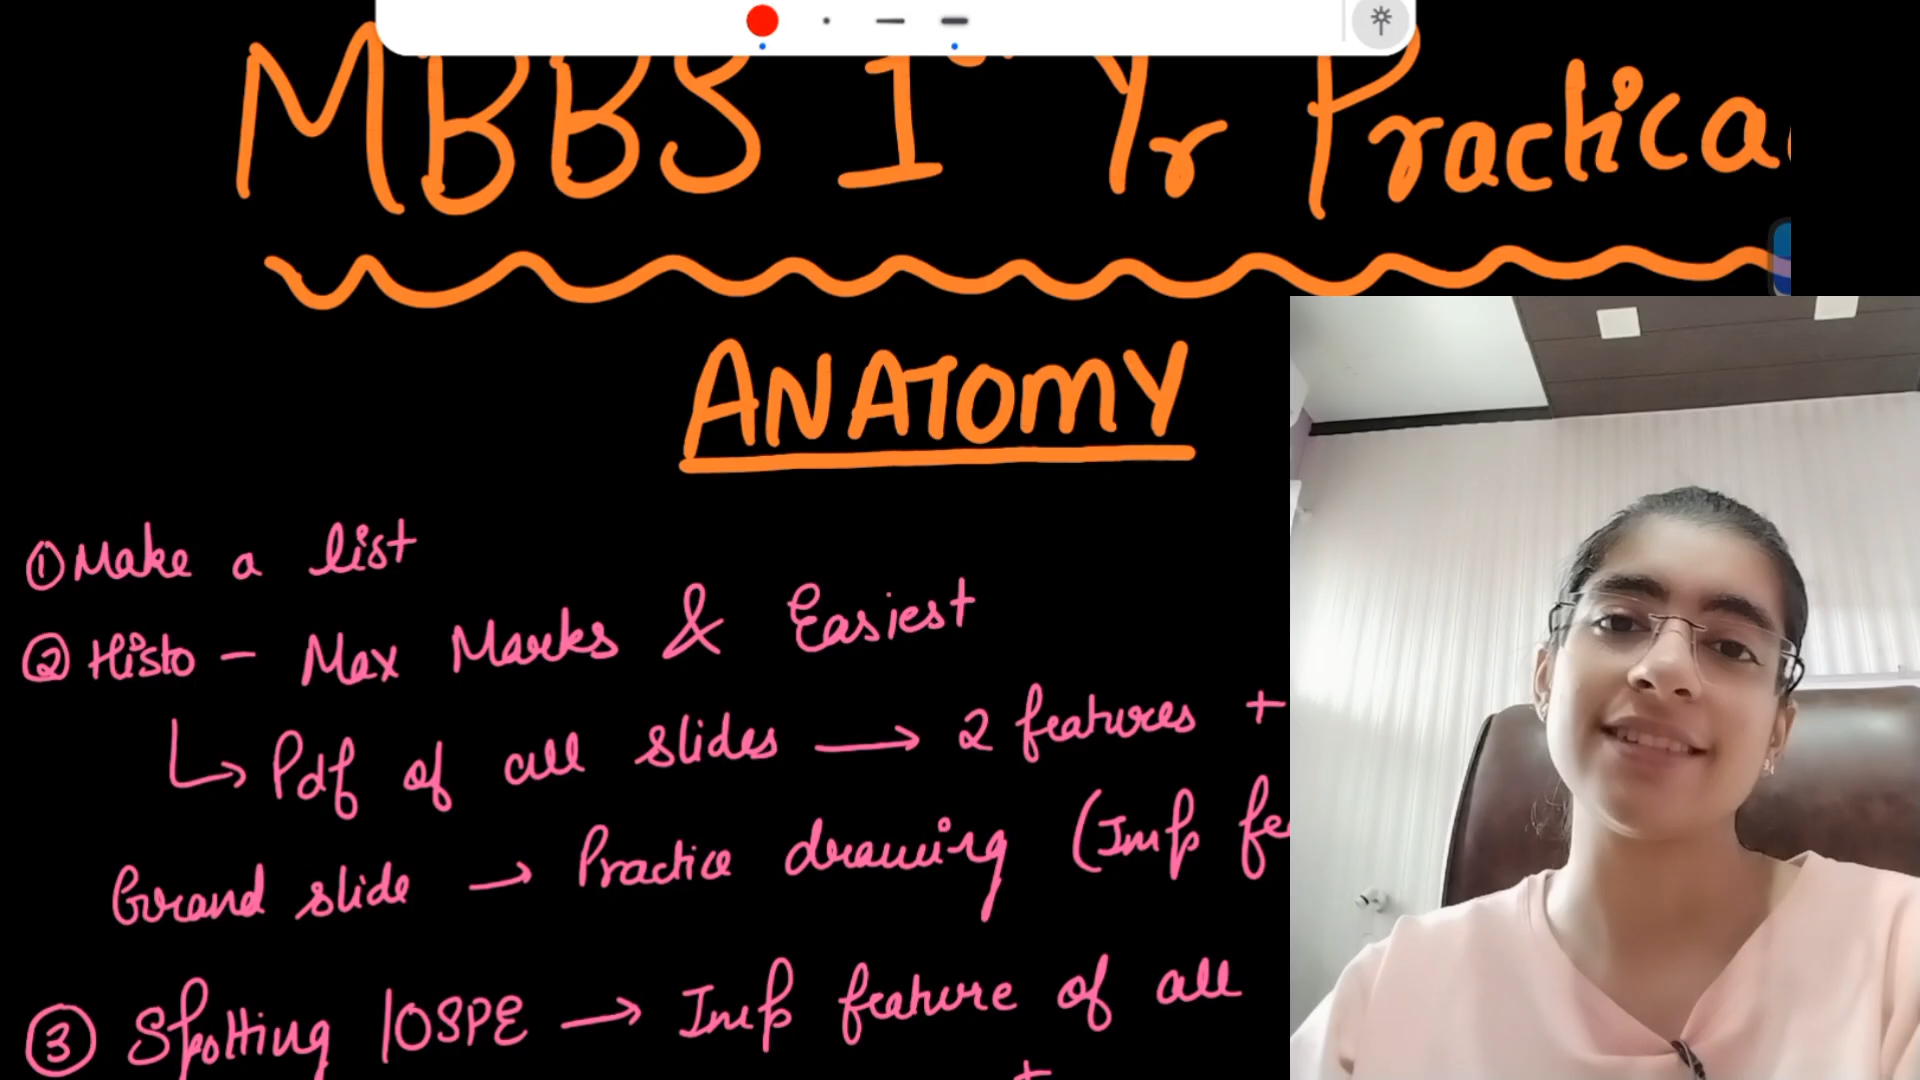 MBBS 1st Yr Practica
ANATOMY
① Make a list
② Histo - Max Marks & Easiest
↳ Pdf of all slides → 2 features +
Grand slide → Practice drawing (Imp fe
③ Spotting /OSPE → Imp feature of all
+